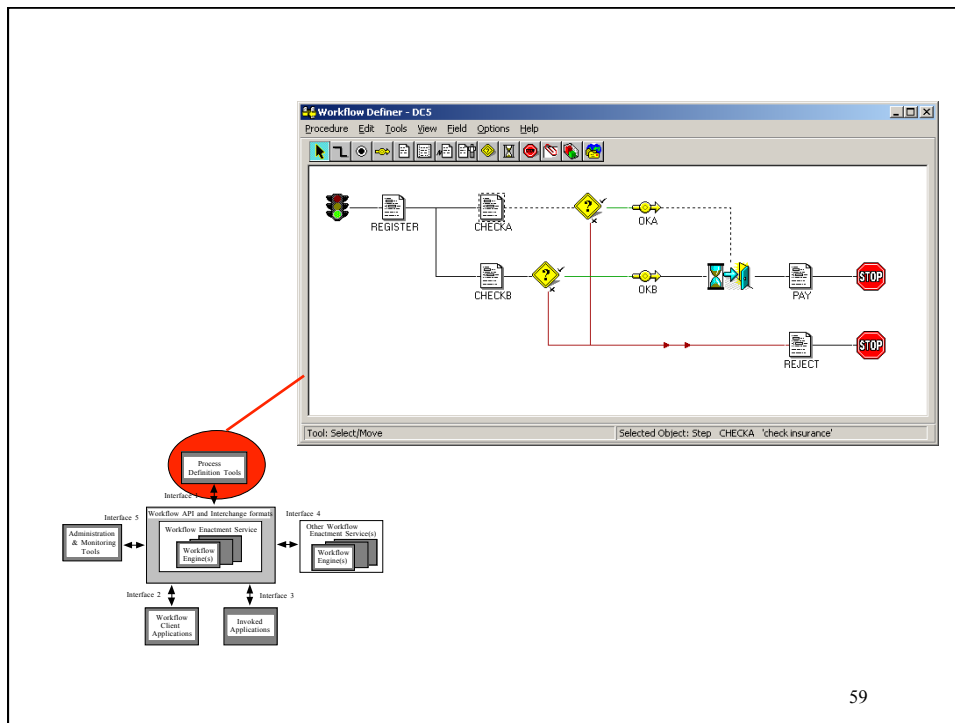 Workflow Definer - DCS
Procedure Edit Tools View Field Options Help
REGISTER
CHECKA
?
OKA
CHECKB
?
OKB
PAY
STOP
REJECT
STOP
Tool: Select/Move
Selected Object: Step CHECKA 'check insurance'
Process
Definition Tools
Interface 1
Interface 5
Workflow API and Interchange formats
Interface 4
Workflow Enactment Service
Workflow
Engine(s)
Administration
& Monitoring
Tools
Other Workflow
Enactment Service(s)
Workflow
Engine(s)
Interface 2
Interface 3
Workflow
Client
Applications
Invoked
Applications
59